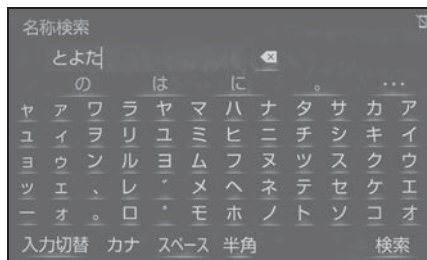 名称検索
とよた
の は に 。 …
ャ ァ ワ ラ ヤ マ ハ ナ タ サ カ ア
ュ ィ ヲ リ ユ ミ ヒ ニ チ シ キ イ
ョ ゥ ン ル ヨ ム フ ヌ ツ ス ク ウ
ッ ェ 、 レ ゛ メ ヘ ネ テ セ ケ エ
ー ォ 。 ロ ゜ モ ホ ノ ト ソ コ オ
入力切替 カナ スペース 半角 検索